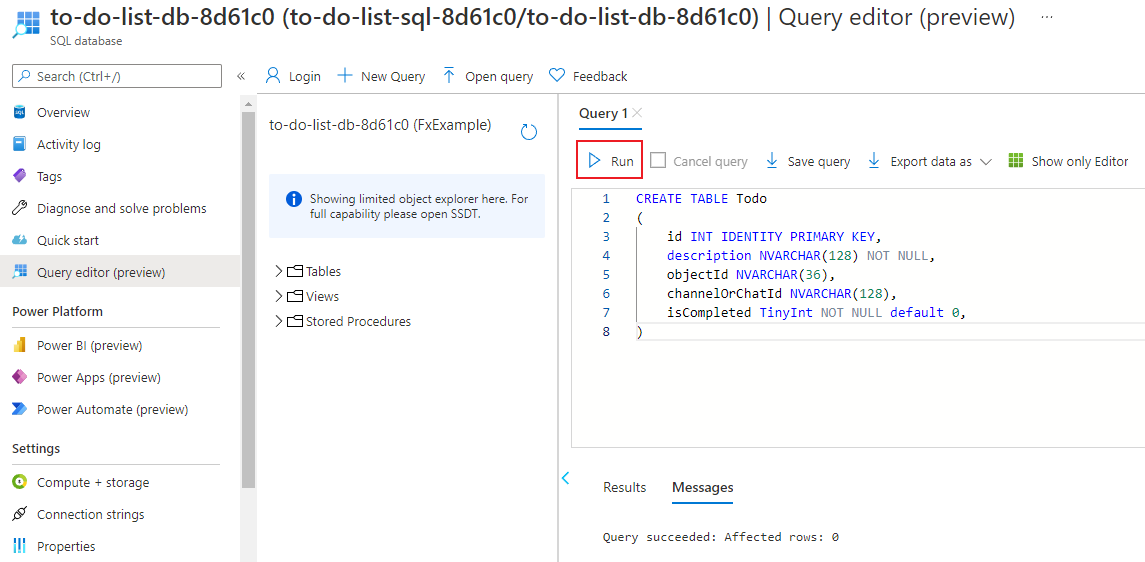 to-do-list-db-8d61c0 (to-do-list-sql-8d61c0/to-do-list-db-8d61c0) | Query editor (preview) ...
SQL database
Search (Ctrl+/)
«
Overview
Activity log
Tags
Diagnose and solve problems
Quick start
Query editor (preview)
Power Platform
Power BI (preview)
Power Apps (preview)
Power Automate (preview)
Settings
Compute + storage
Connection strings
Properties
Login
New Query
Open query
Feedback
to-do-list-db-8d61c0 (FxExample)
Showing limited object explorer here. For
full capability please open SSDT.
Tables
Views
Stored Procedures
Query 1
Run
Cancel query
Save query
Export data as
Show only Editor
1 CREATE TABLE Todo
2 (
3 id INT IDENTITY PRIMARY KEY,
4 description NVARCHAR(128) NOT NULL,
5 objectId NVARCHAR(36),
6 channelOrChatId NVARCHAR(128),
7 isCompleted TinyInt NOT NULL default 0,
8 )
Results
Messages
Query succeeded: Affected rows: 0